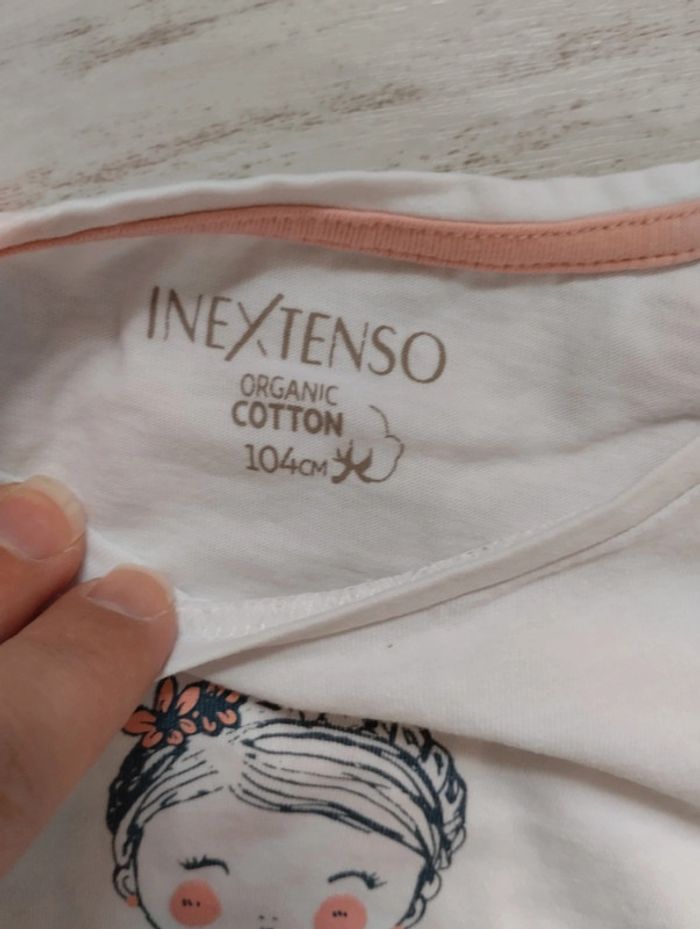 INEXTENSO
ORGANIC
COTTON
104CM